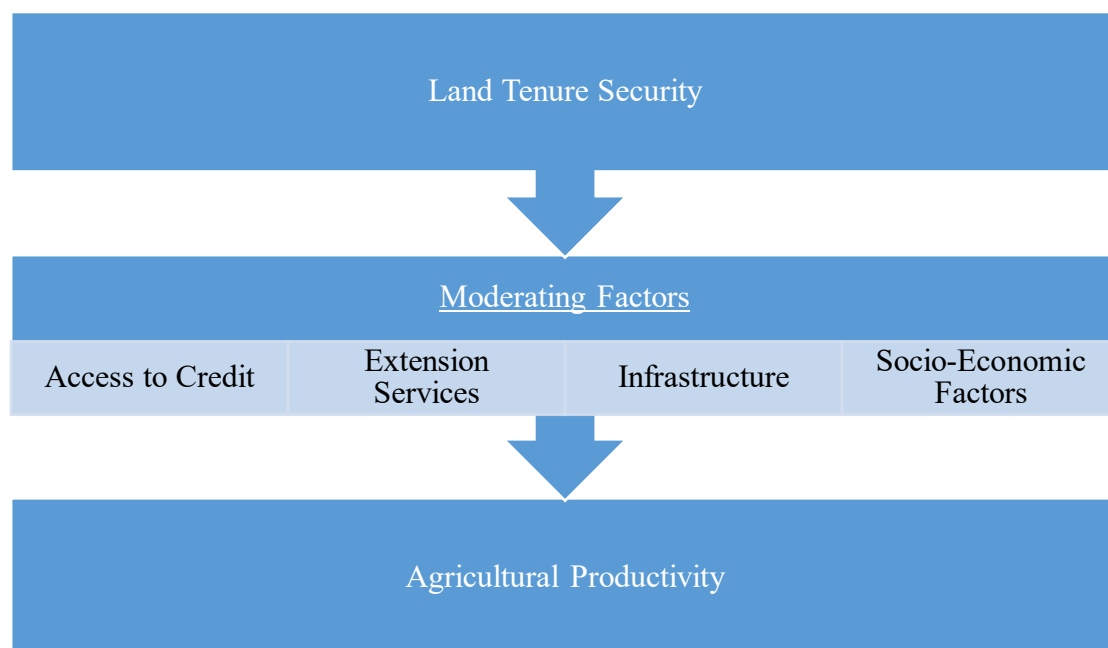 Land Tenure Security
Moderating Factors
Access to Credit
Extension
Services
Infrastructure
Socio-Economic
Factors
Agricultural Productivity